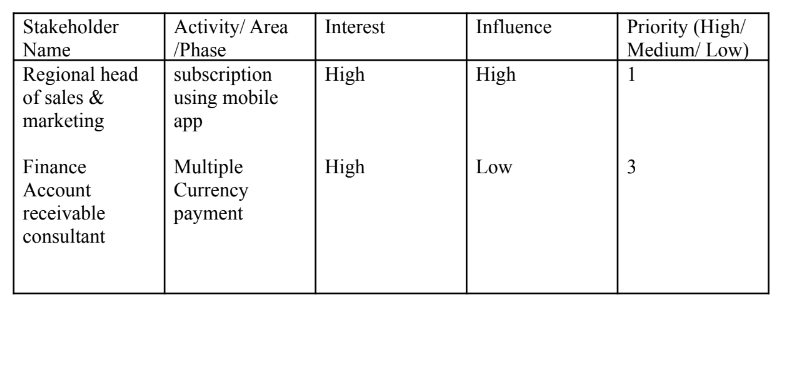 Stakeholder Name	Activity/ Area /Phase	Interest	Influence	Priority (High/ Medium/ Low)
Regional head of sales & marketing	subscription using mobile app	High	High	1
Finance Account receivable consultant	Multiple Currency payment	High	Low	3